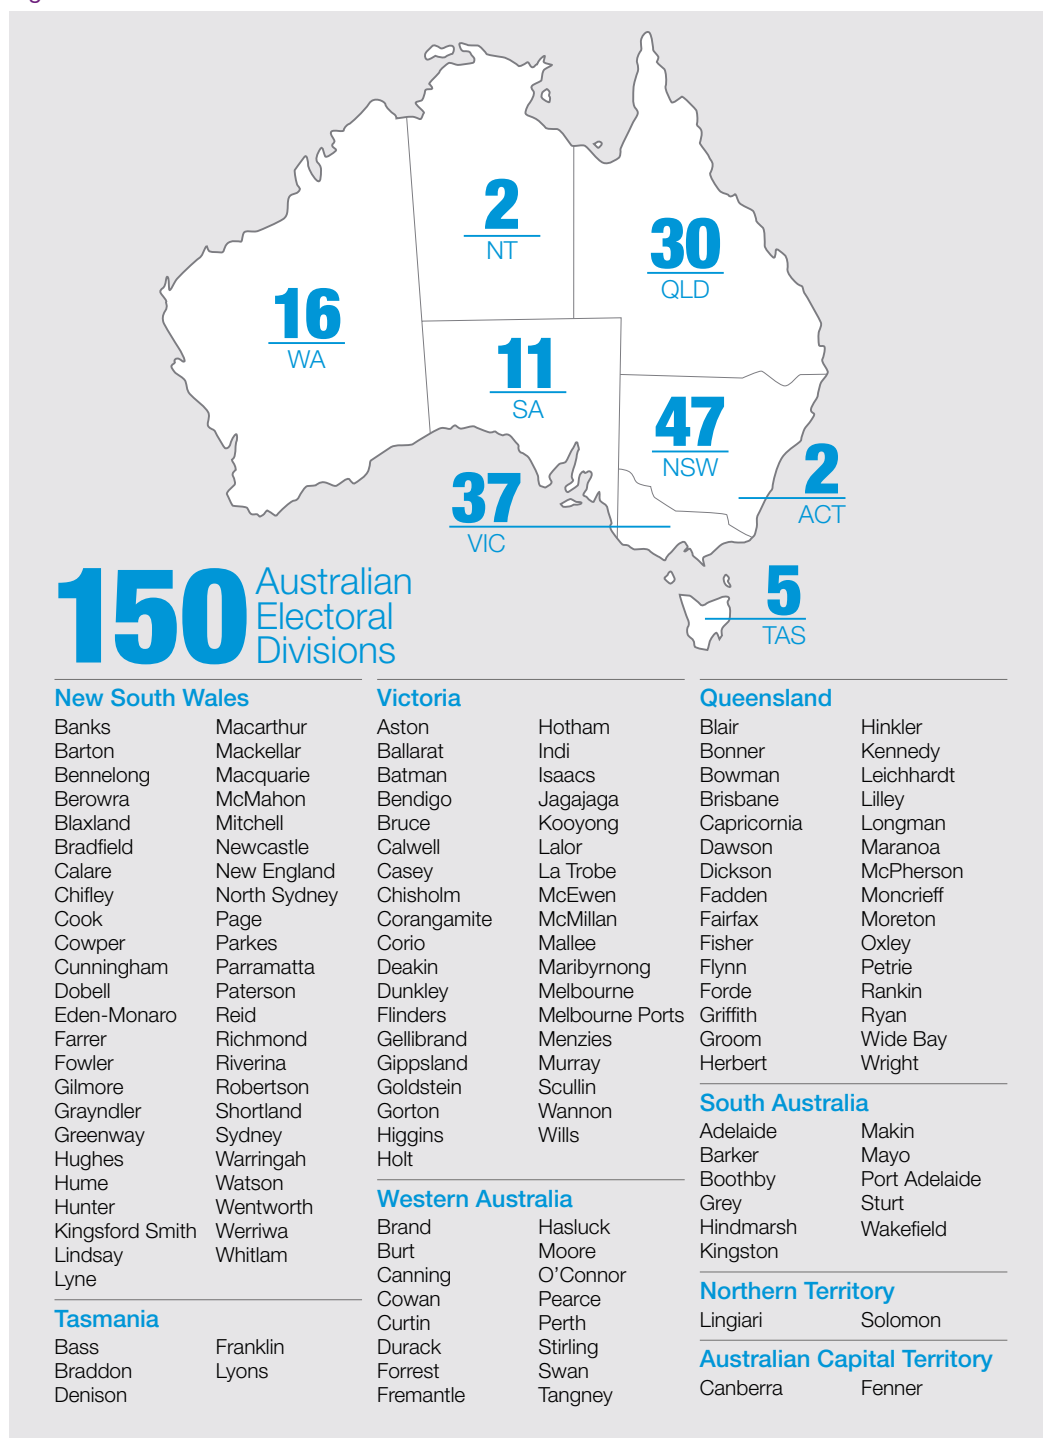 2
NT
30
QLD
16
WA
11
SA
47
NSW
2
ACT
37
VIC
5
TAS
150
Australian
Electoral
Divisions
New South Wales
Banks
Barton
Bennelong
Berowra
Blaxland
Bradfield
Calare
Chifley
Cook
Cowper
Cunningham
Dobell
Eden-Monaro
Farrer
Fowler
Gilmore
Grayndler
Greenway
Hughes
Hume
Hunter
Kingsford Smith
Lindsay
Lyne
Macarthur
Mackellar
Macquarie
McMahon
Mitchell
Newcastle
New England
North Sydney
Page
Parkes
Parramatta
Paterson
Reid
Richmond
Riverina
Robertson
Shortland
Sydney
Warringah
Watson
Wentworth
Werriwa
Whitlam
Tasmania
Bass
Braddon
Denison
Franklin
Lyons
Victoria
Aston
Ballarat
Batman
Bendigo
Bruce
Calwell
Casey
Chisholm
Corangamite
Corio
Deakin
Dunkley
Flinders
Gellibrand
Gippsland
Goldstein
Gorton
Higgins
Holt
Hotham
Indi
Isaacs
Jagajaga
Kooyong
Lalor
La Trobe
McEwen
McMillan
Mallee
Maribyrnong
Melbourne
Melbourne Ports
Menzies
Murray
Scullin
Wannon
Wills
Western Australia
Brand
Burt
Canning
Cowan
Curtin
Durack
Forrest
Fremantle
Hasluck
Moore
O’Connor
Pearce
Perth
Stirling
Swan
Tangney
Queensland
Blair
Bonner
Bowman
Brisbane
Capricornia
Dawson
Dickson
Fadden
Fairfax
Fisher
Flynn
Forde
Griffith
Groom
Herbert
Hinkler
Kennedy
Leichhardt
Lilley
Longman
Maranoa
McPherson
Moncrieff
Moreton
Oxley
Petrie
Rankin
Ryan
Wide Bay
Wright
South Australia
Adelaide
Barker
Boothby
Grey
Hindmarsh
Kingston
Makin
Mayo
Port Adelaide
Sturt
Wakefield
Northern Territory
Lingiari
Solomon
Australian Capital Territory
Canberra
Fenner